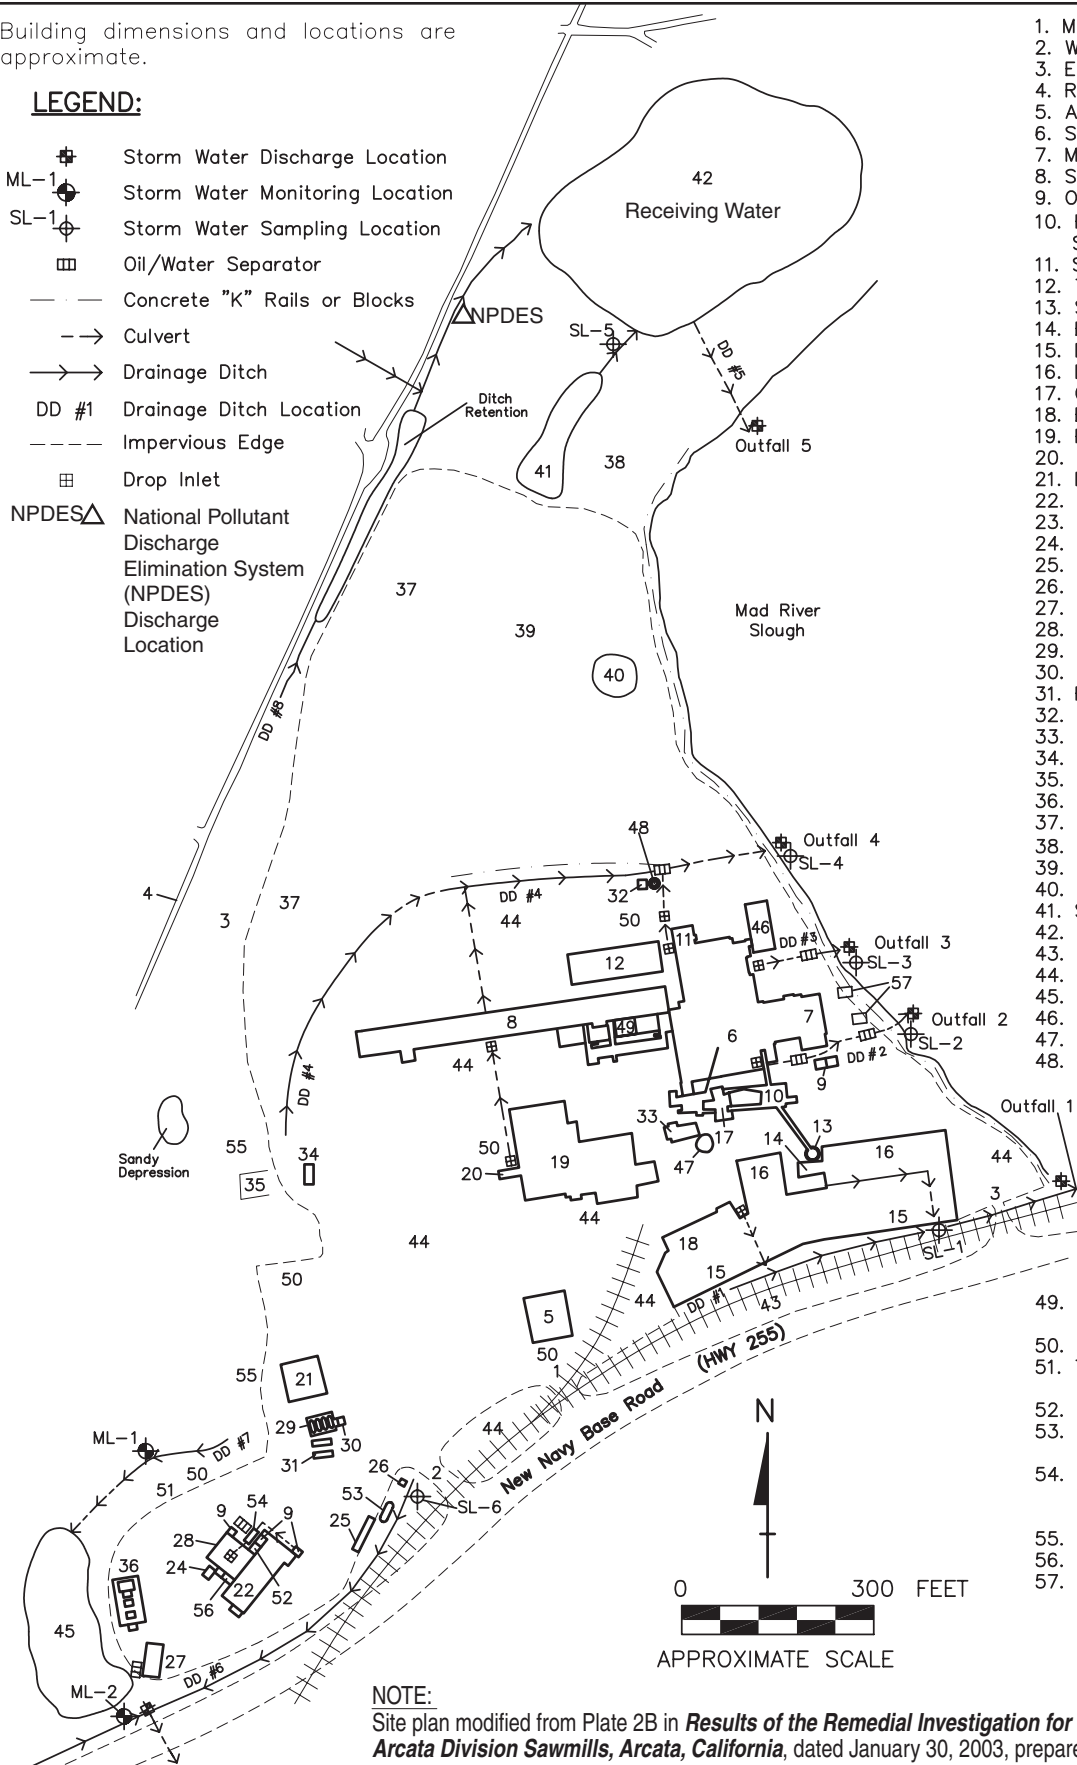 Building dimensions and locations are
approximate.
LEGEND:
Storm Water Discharge Location
ML-1 Storm Water Monitoring Location
SL-1 Storm Water Sampling Location
Oil/Water Separator
Concrete "K" Rails or Blocks
Culvert
Drainage Ditch
DD #1 Drainage Ditch Location
Impervious Edge
Drop Inlet
NPDES National Pollutant
Discharge
Elimination System
(NPDES)
Discharge
Location
42
Receiving Water
NPDES
SL-5
DD #5
Ditch
Retention
Outfall 5
41
38
37
39
Mad River
Slough
40
DD #8
48
Outfall 4
SL-4
4
3
37
DD #4
32
44
50
46
11
DD #3
Outfall 3
SL-3
12
57
8
49
7
Outfall 2
SL-2
6
44
DD #2
9
DD #4
10
Outfall 1
33
17
13
Sandy
Depression
55
34
50
20
19
47
14
16
16
44
35
3
44
44
18
15
15
SL-1
50
DD #1
44
43
5
50
1
(HWY 255)
55
21
New Navy Base Road
N
29
30
31
44
ML-1
DD #7
50
51
26
2
SL-6
53
25
54
9
9
28
24
56
22
52
36
45
27
DD #6
ML-2
0 300 FEET
APPROXIMATE SCALE
NOTE:
Site plan modified from Plate 2B in Results of the Remedial Investigation for
Arcata Division Sawmills, Arcata, California, dated January 30, 2003, prepare
1. M
2. W
3. E
4. R
5. A
6. S
7. M
8. S
9. O
10.
S
11. S
12.
13. S
14.
15.
16.
17.
18.
19.
20.
21.
22.
23.
24.
25.
26.
27.
28.
29.
30.
31.
32.
33.
34.
35.
36.
37.
38.
39.
40.
41. S
42.
43.
44.
45.
46.
47.
48.
49.
50.
51.
52.
53.
54.
55.
56.
57.